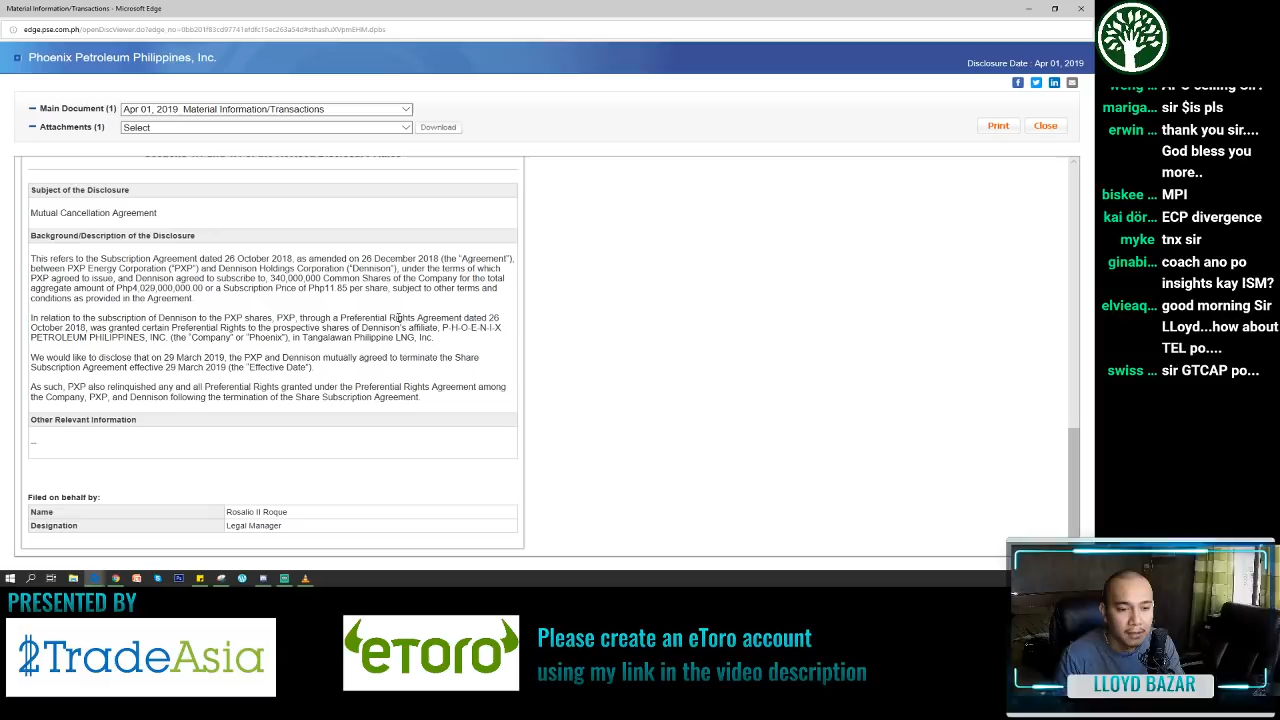 Material Information/Transactions - Microsoft Edge
Phoenix Petroleum Philippines, Inc.
Disclosure Date : Apr 01, 2019
Main Document (1)
Apr 01, 2019 Material Information/Transactions
Attachments (1)
Select
Download
Print
Close
Subject of the Disclosure
Mutual Cancellation Agreement
Background/Description of the Disclosure
This refers to the Subscription Agreement dated 26 October 2018, as amended on 26 December 2018 (the "Agreement"),
between PXP Energy Corporation ("PXP") and Dennison Holdings Corporation ("Dennison"), under the terms of which
PXP agreed to issue, and Dennison agreed to subscribe to, 340,000,000 Common Shares of the Company for the total
aggregate amount of Php4,029,000,000.00 or a Subscription Price of Php11.85 per share, subject to other terms and
conditions as provided in the Agreement.
In relation to the subscription of Dennison to the PXP shares, PXP, through a Preferential Rights Agreement dated 26
October 2018, was granted certain Preferential Rights to the prospective shares of Dennison's affiliate, P-H-O-E-N-I-X
PETROLEUM PHILIPPINES, INC. (the "Company" or "Phoenix"), in Tangalawan Philippine LNG, Inc.
We would like to disclose that on 29 March 2019, the PXP and Dennison mutually agreed to terminate the Share
Subscription Agreement effective 29 March 2019 (the "Effective Date").
As such, PXP also relinquished any and all Preferential Rights granted under the Preferential Rights Agreement among
the Company, PXP, and Dennison following the termination of the Share Subscription Agreement.
Other Relevant Information
--
Filed on behalf by:
Name Rosalio II Roque
Designation Legal Manager
mariga... sir $is pls
erwin ... thank you sir....
God bless you
more..
biskee ... MPI
kai dör... ECP divergence
myke tnx sir
ginabi... coach ano po
insights kay ISM?
elvieaq... good morning Sir
LLoyd...how about
TEL po....
swiss ... sir GTCAP po...
PRESENTED BY
2TradeAsia
eToro
Please create an eToro account
using my link in the video description
LLOYD BAZAR